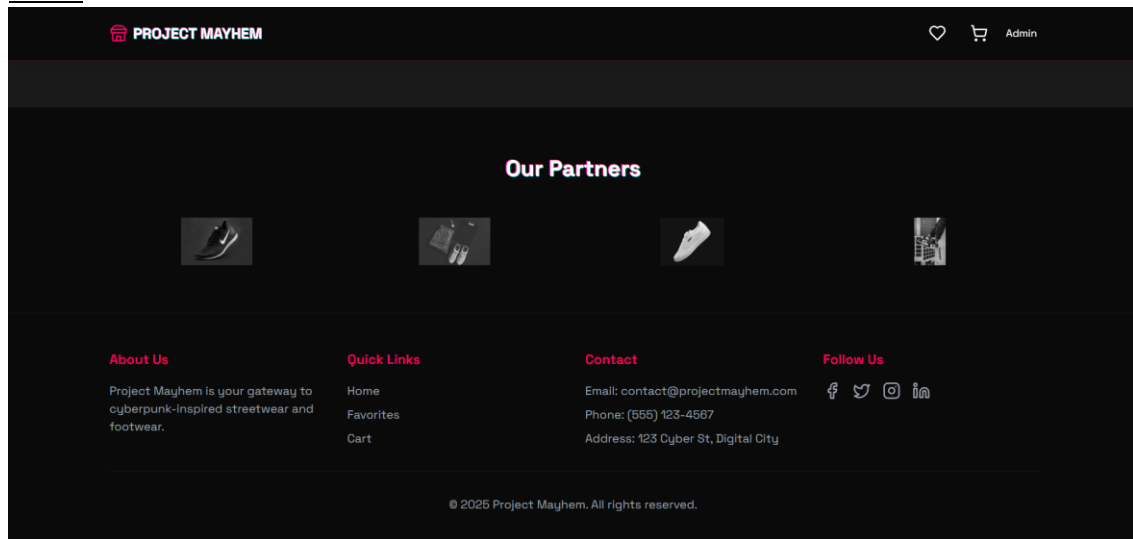 PROJECT MAYHEM
Admin
Our Partners
About Us
Project Mayhem is your gateway to
cyberpunk-inspired streetwear and
footwear.
Quick Links
Home
Favorites
Cart
Contact
Email: contact@projectmayhem.com
Phone: (555) 123-4567
Address: 123 Cyber St, Digital City
Follow Us
© 2025 Project Mayhem. All rights reserved.